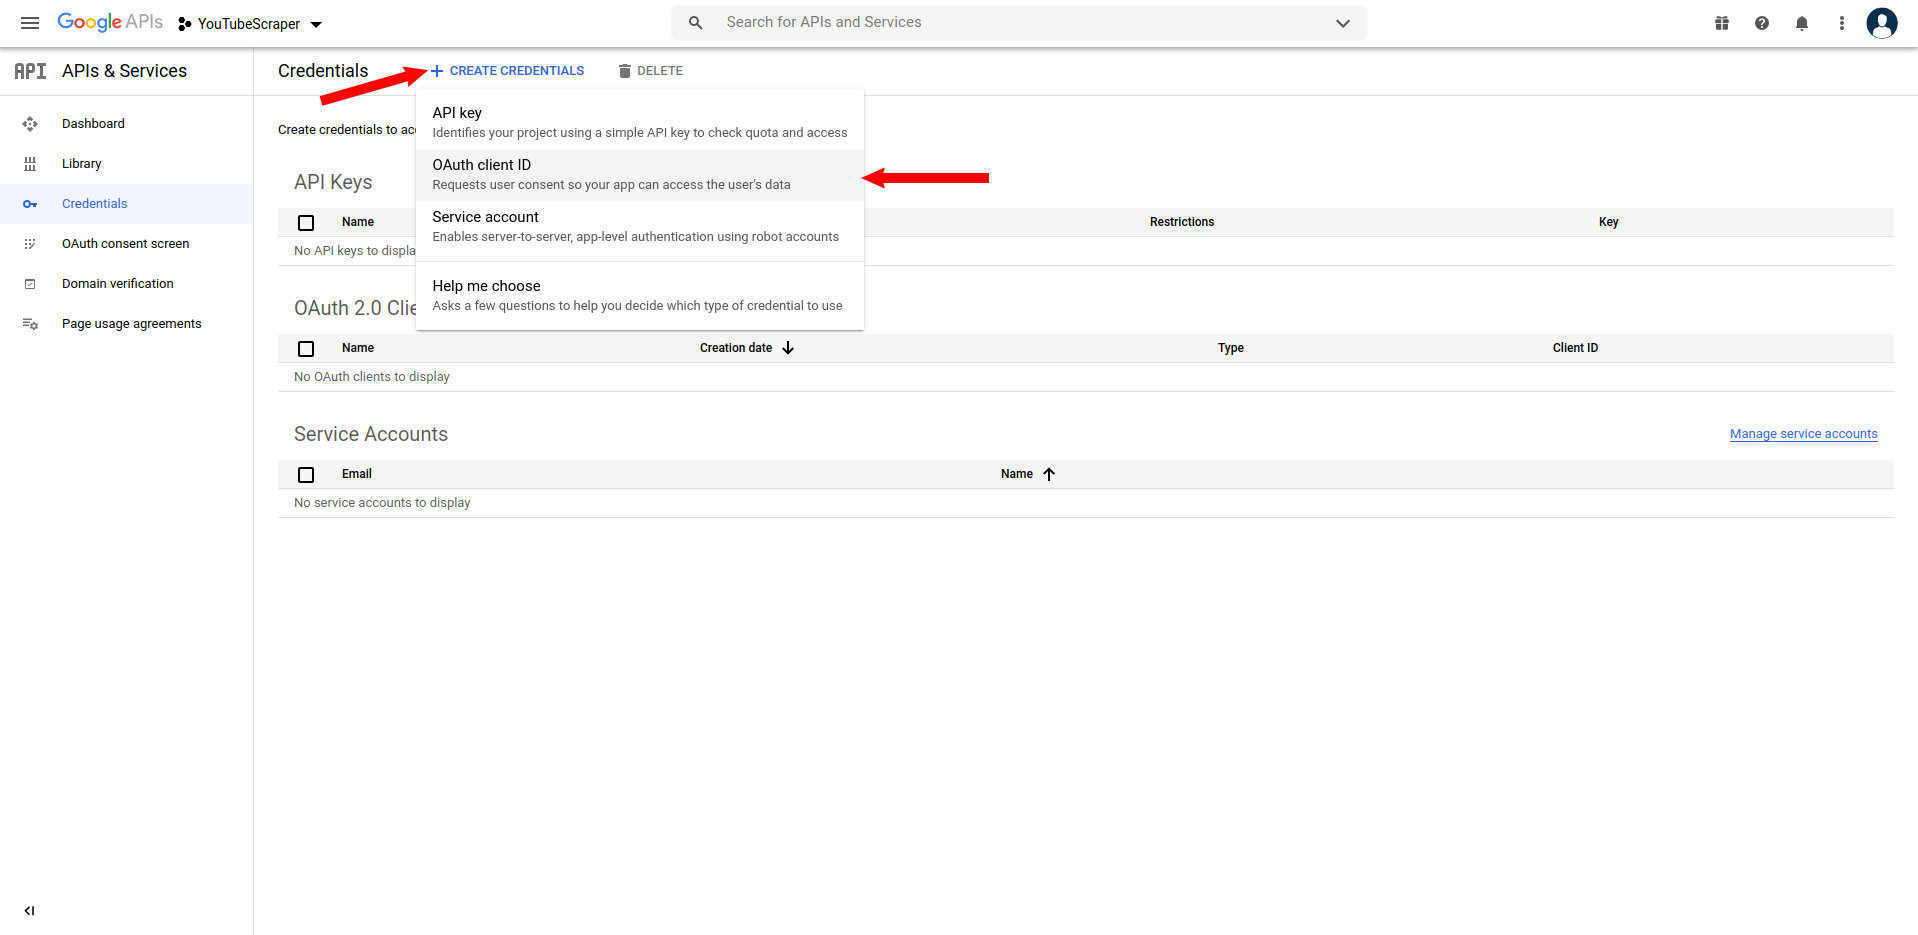 Google APIs
YouTubeScraper
Search for APIs and Services
API
APIs & Services
Credentials
CREATE CREDENTIALS
DELETE
Dashboard
Library
Credentials
OAuth consent screen
Domain verification
Page usage agreements
Create credentials to acc
API key
Identifies your project using a simple API key to check quota and access
OAuth client ID
Requests user consent so your app can access the user's data
Service account
Enables server-to-server, app-level authentication using robot accounts
Help me choose
Asks a few questions to help you decide which type of credential to use
API Keys
Name
Restrictions
Key
No API keys to displa
OAuth 2.0 Clie
Name
Creation date
Type
Client ID
No OAuth clients to display
Service Accounts
Manage service accounts
Email
Name
No service accounts to display